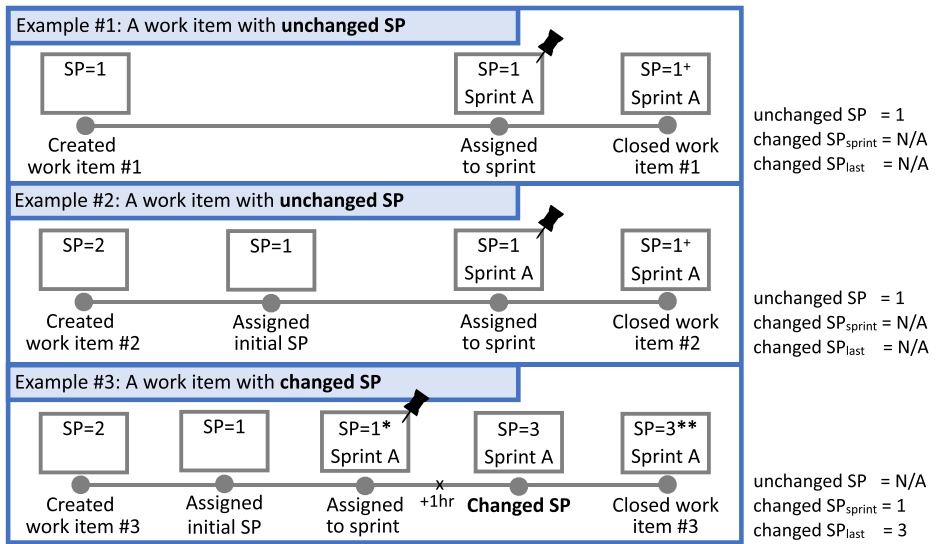 Example #1: A work item with unchanged SP
SP=1
SP=1
Sprint A
SP=1+
Sprint A
Created
work item #1
Assigned
to sprint
Closed work
item #1
unchanged SP = 1
changed SPsprint = N/A
changed SPlast = N/A
Example #2: A work item with unchanged SP
SP=2
SP=1
SP=1
Sprint A
SP=1+
Sprint A
Created
work item #2
Assigned
initial SP
Assigned
to sprint
Closed work
item #2
unchanged SP = 1
changed SPsprint = N/A
changed SPlast = N/A
Example #3: A work item with changed SP
SP=2
SP=1
SP=1*
Sprint A
SP=3
Sprint A
SP=3**
Sprint A
x
+1hr
Created
work item #3
Assigned
initial SP
Assigned
to sprint
Changed SP
Closed work
item #3
unchanged SP = N/A
changed SPsprint = 1
changed SPlast = 3